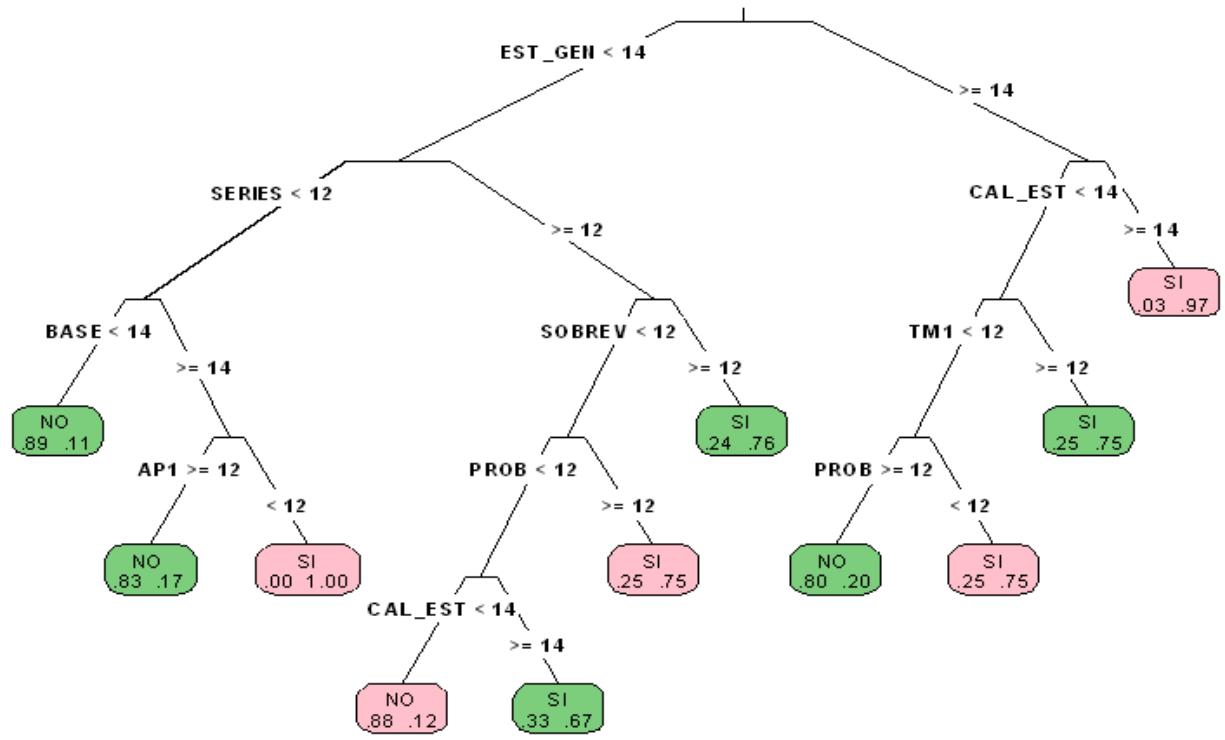 EST_GEN < 14
>= 14
SERIES < 12
CAL_EST < 14
>= 12
>= 14
SI
.03 .97
BASE < 14
SOBREV < 12
TM1 < 12
>= 14
>= 12
>= 12
NO
.89 .11
SI
.24 .76
SI
.25 .75
AP1 >= 12
PROB < 12
PROB >= 12
< 12
>= 12
< 12
NO
.83 .17
SI
.00 1.00
SI
.25 .75
NO
.80 .20
SI
.25 .75
CAL_EST < 14
>= 14
NO
.88 .12
SI
.33 .67